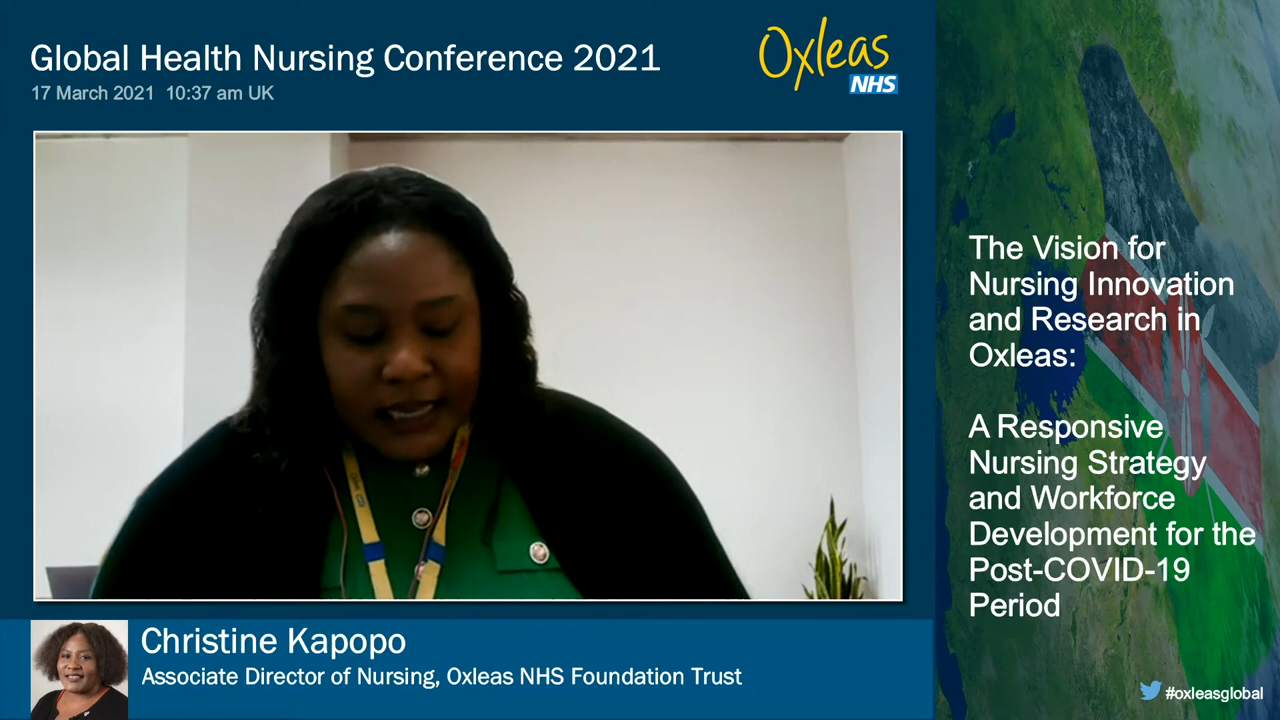 Global Health Nursing Conference 2021
17 March 2021 10:37 am UK
Oxleas
NHS
The Vision for
Nursing Innovation
and Research in
Oxleas:
A Responsive
Nursing Strategy
and Workforce
Development for the
Post-COVID-19
Period
Christine Kapopo
Associate Director of Nursing, Oxleas NHS Foundation Trust
#oxleasglobal